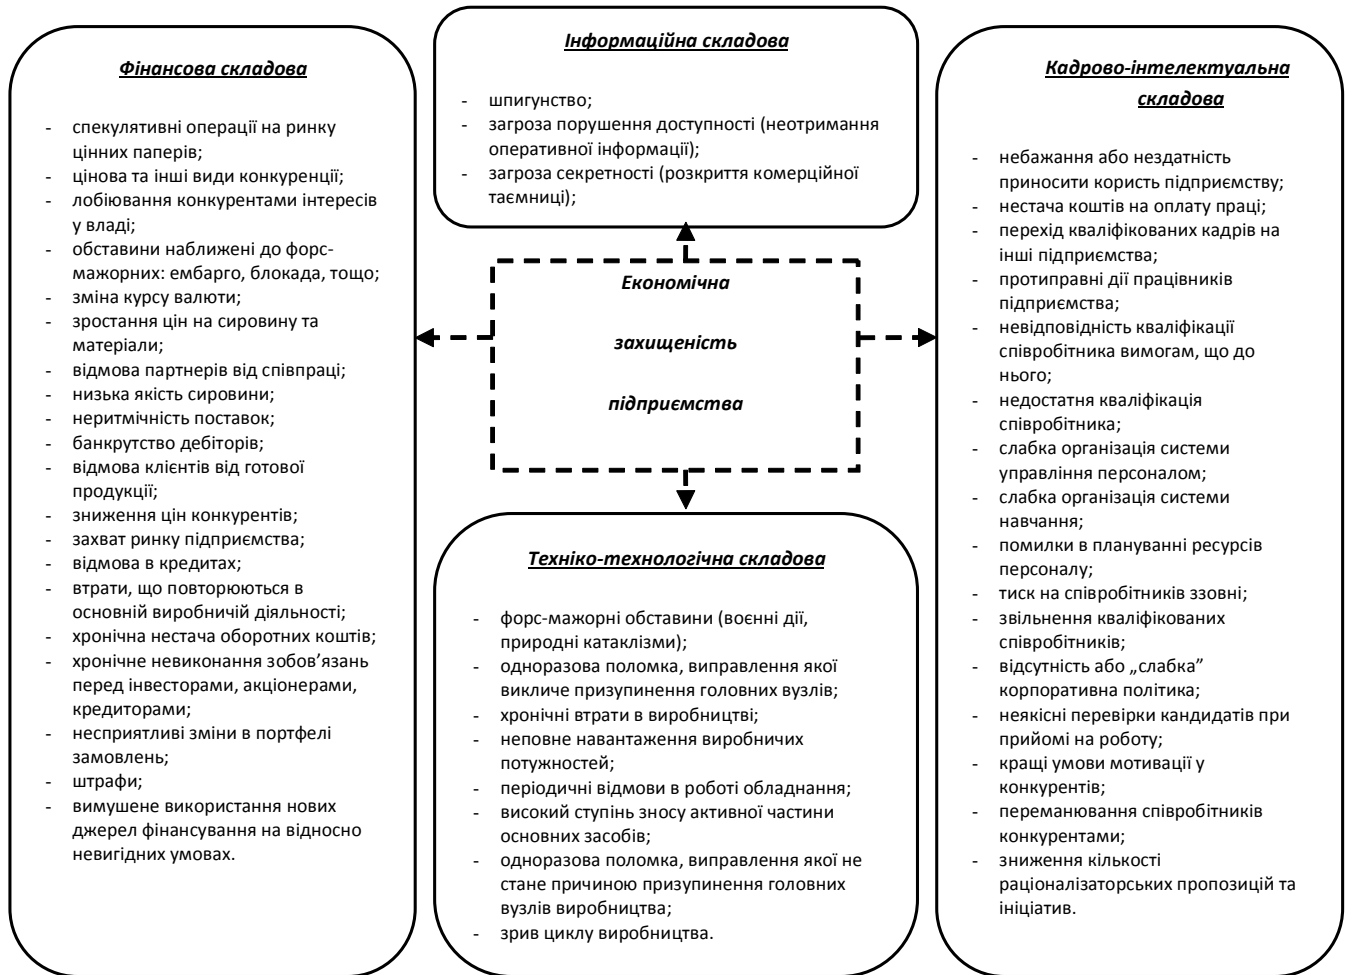 Фінансова складова
- спекулятивні операції на ринку
цінних паперів;
- цінова та інші види конкуренції;
- лобіювання конкурентами інтересів
у владі;
- обставини наближені до форс-
мажорних: ембарго, блокада, тощо;
- зміна курсу валюти;
- зростання цін на сировину та
матеріали;
- відмова партнерів від співпраці;
- низька якість сировини;
- неритмічність поставок;
- банкрутство дебіторів;
- відмова клієнтів від готової
продукції;
- зниження цін конкурентів;
- захват ринку підприємства;
- відмова в кредитах;
- втрати, що повторюються в
основній виробничій діяльності;
- хронічна нестача оборотних коштів;
- хронічне невиконання зобов’язань
перед інвесторами, акціонерами,
кредиторами;
- несприятливі зміни в портфелі
замовлень;
- штрафи;
- вимушене використання нових
джерел фінансування на відносно
невигідних умовах.
Інформаційна складова
- шпигунство;
- загроза порушення доступності (неотримання
оперативної інформації);
- загроза секретності (розкриття комерційної
таємниці);
Економічна
захищеність
підприємства
Техніко-технологічна складова
- форс-мажорні обставини (воєнні дії,
природні катаклізми);
- одноразова поломка, виправлення якої
викличе призупинення головних вузлів;
- хронічні втрати в виробництві;
- неповне навантаження виробничих
потужностей;
- періодичні відмови в роботі обладнання;
- високий ступінь зносу активної частини
основних засобів;
- одноразова поломка, виправлення якої не
стане причиною призупинення головних
вузлів виробництва;
- зрив циклу виробництва.
Кадрово-інтелектуальна
складова
- небажання або нездатність
приносити користь підприємству;
- нестача коштів на оплату праці;
- перехід кваліфікованих кадрів на
інші підприємства;
- протиправні дії працівників
підприємства;
- невідповідність кваліфікації
співробітника вимогам, що до
нього;
- недостатня кваліфікація
співробітника;
- слабка організація системи
управління персоналом;
- слабка організація системи
навчання;
- помилки в плануванні ресурсів
персоналу;
- тиск на співробітників ззовні;
- звільнення кваліфікованих
співробітників;
- відсутність або „слабка”
корпоративна політика;
- неякісні перевірки кандидатів при
прийомі на роботу;
- кращі умови мотивації у
конкурентів;
- переманювання співробітників
конкурентами;
- зниження кількості
раціоналізаторських пропозицій та
ініціатив.